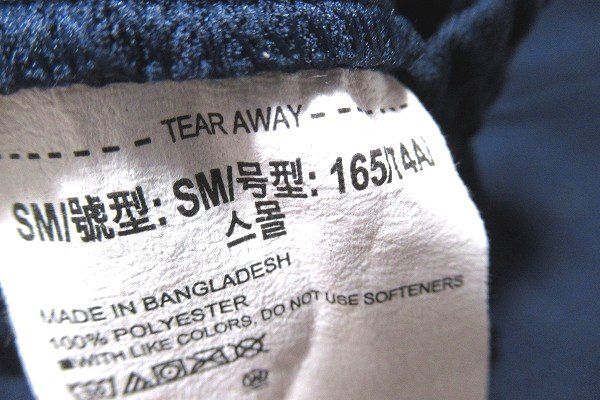 TEAR AWAY
SM/號型: SM/号型: 165/74A
스몰
MADE IN BANGLADESH
100% POLYESTER
WITH LIKE COLORS, DO NOT USE SOFTENERS